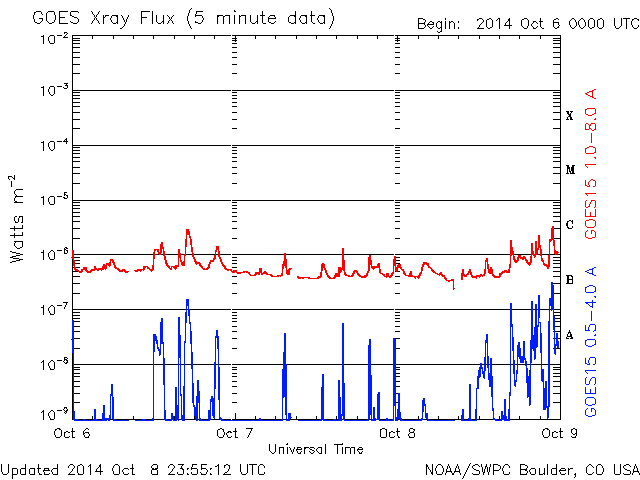 GOES Xray Flux (5 minute data)
Begin: 2014 Oct 6 0000 UTC
10⁻²
10⁻³
10⁻⁴
10⁻⁵
10⁻⁶
10⁻⁷
10⁻⁸
10⁻⁹
Watts m⁻²
X
M
C
B
A
GOES15 1.0-8.0 A
GOES15 0.5-4.0 A
Oct 6 Oct 7 Oct 8 Oct 9
Universal Time
Updated 2014 Oct 8 23:55:12 UTC
NOAA/SWPC Boulder, CO USA